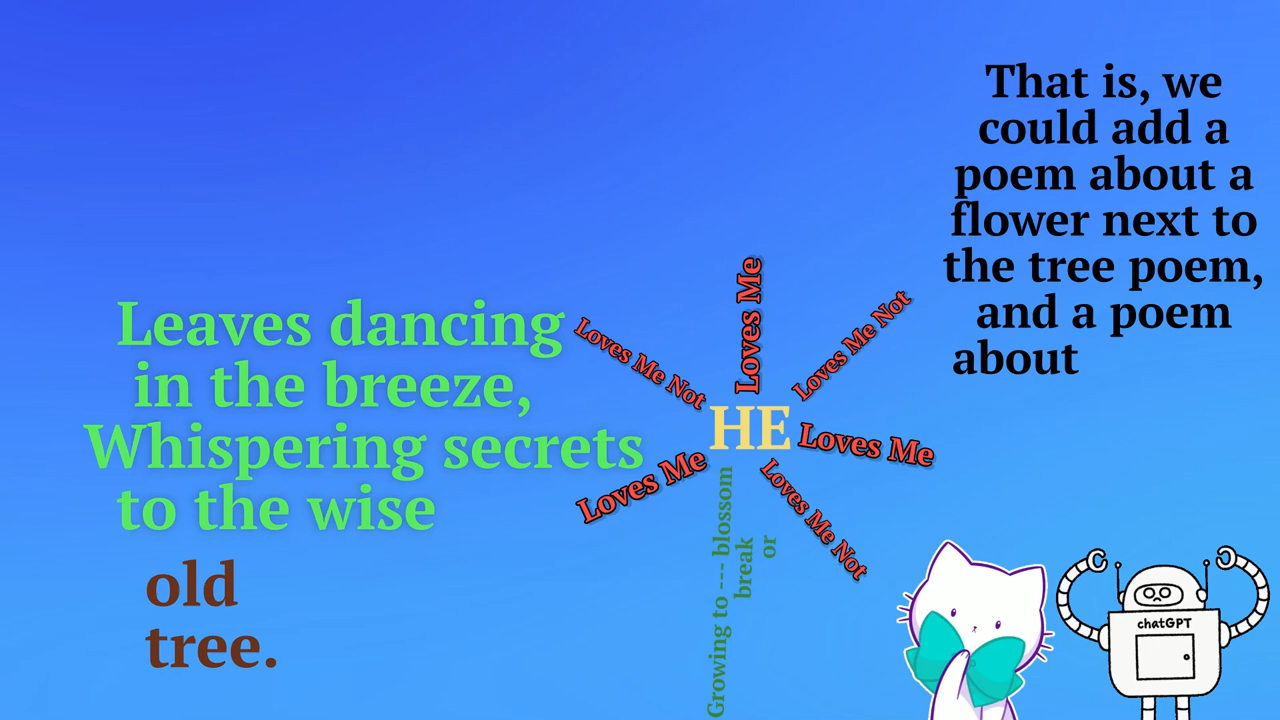 Leaves dancing
in the breeze,
Whispering secrets
to the wise
old
tree.
Loves Me Not
Loves Me
Loves Me Not
HE
Loves Me
Loves Me
Loves Me Not
Growing to --- blossom
break
or
That is, we
could add a
poem about a
flower next to
the tree poem,
and a poem
about
chatGPT